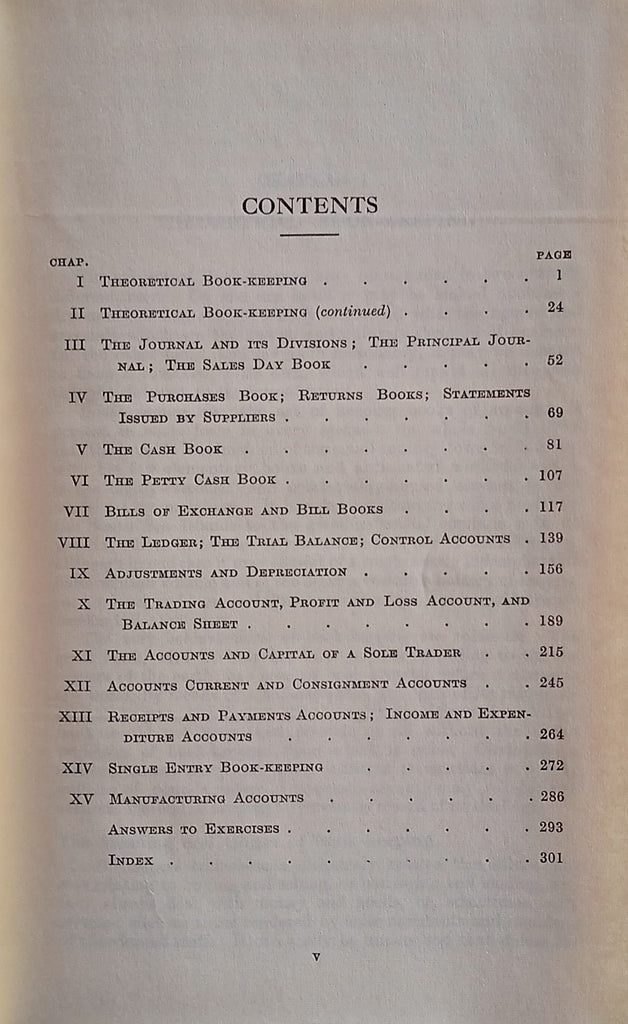 CONTENTS
CHAP. PAGE
I THEORETICAL BOOK-KEEPING . . . . . . 1
II THEORETICAL BOOK-KEEPING (continued) . . . . 24
III THE JOURNAL AND ITS DIVISIONS; THE PRINCIPAL JOUR-
NAL; THE SALES DAY BOOK . . . . . 52
IV THE PURCHASES BOOK; RETURNS BOOKS; STATEMENTS
ISSUED BY SUPPLIERS . . . . . . . 69
V THE CASH BOOK . . . . . . . . 81
VI THE PETTY CASH BOOK . . . . . . . 107
VII BILLS OF EXCHANGE AND BILL BOOKS . . . . 117
VIII THE LEDGER; THE TRIAL BALANCE; CONTROL ACCOUNTS . 139
IX ADJUSTMENTS AND DEPRECIATION . . . . . 156
X THE TRADING ACCOUNT, PROFIT AND LOSS ACCOUNT, AND
BALANCE SHEET . . . . . . . . 189
XI THE ACCOUNTS AND CAPITAL OF A SOLE TRADER . . 215
XII ACCOUNTS CURRENT AND CONSIGNMENT ACCOUNTS . . 245
XIII RECEIPTS AND PAYMENTS ACCOUNTS; INCOME AND EXPEN-
DITURE ACCOUNTS . . . . . . . 264
XIV SINGLE ENTRY BOOK-KEEPING . . . . . 272
XV MANUFACTURING ACCOUNTS . . . . . . 286
ANSWERS TO EXERCISES . . . . . . . 293
INDEX . . . . . . . . . . 301
v